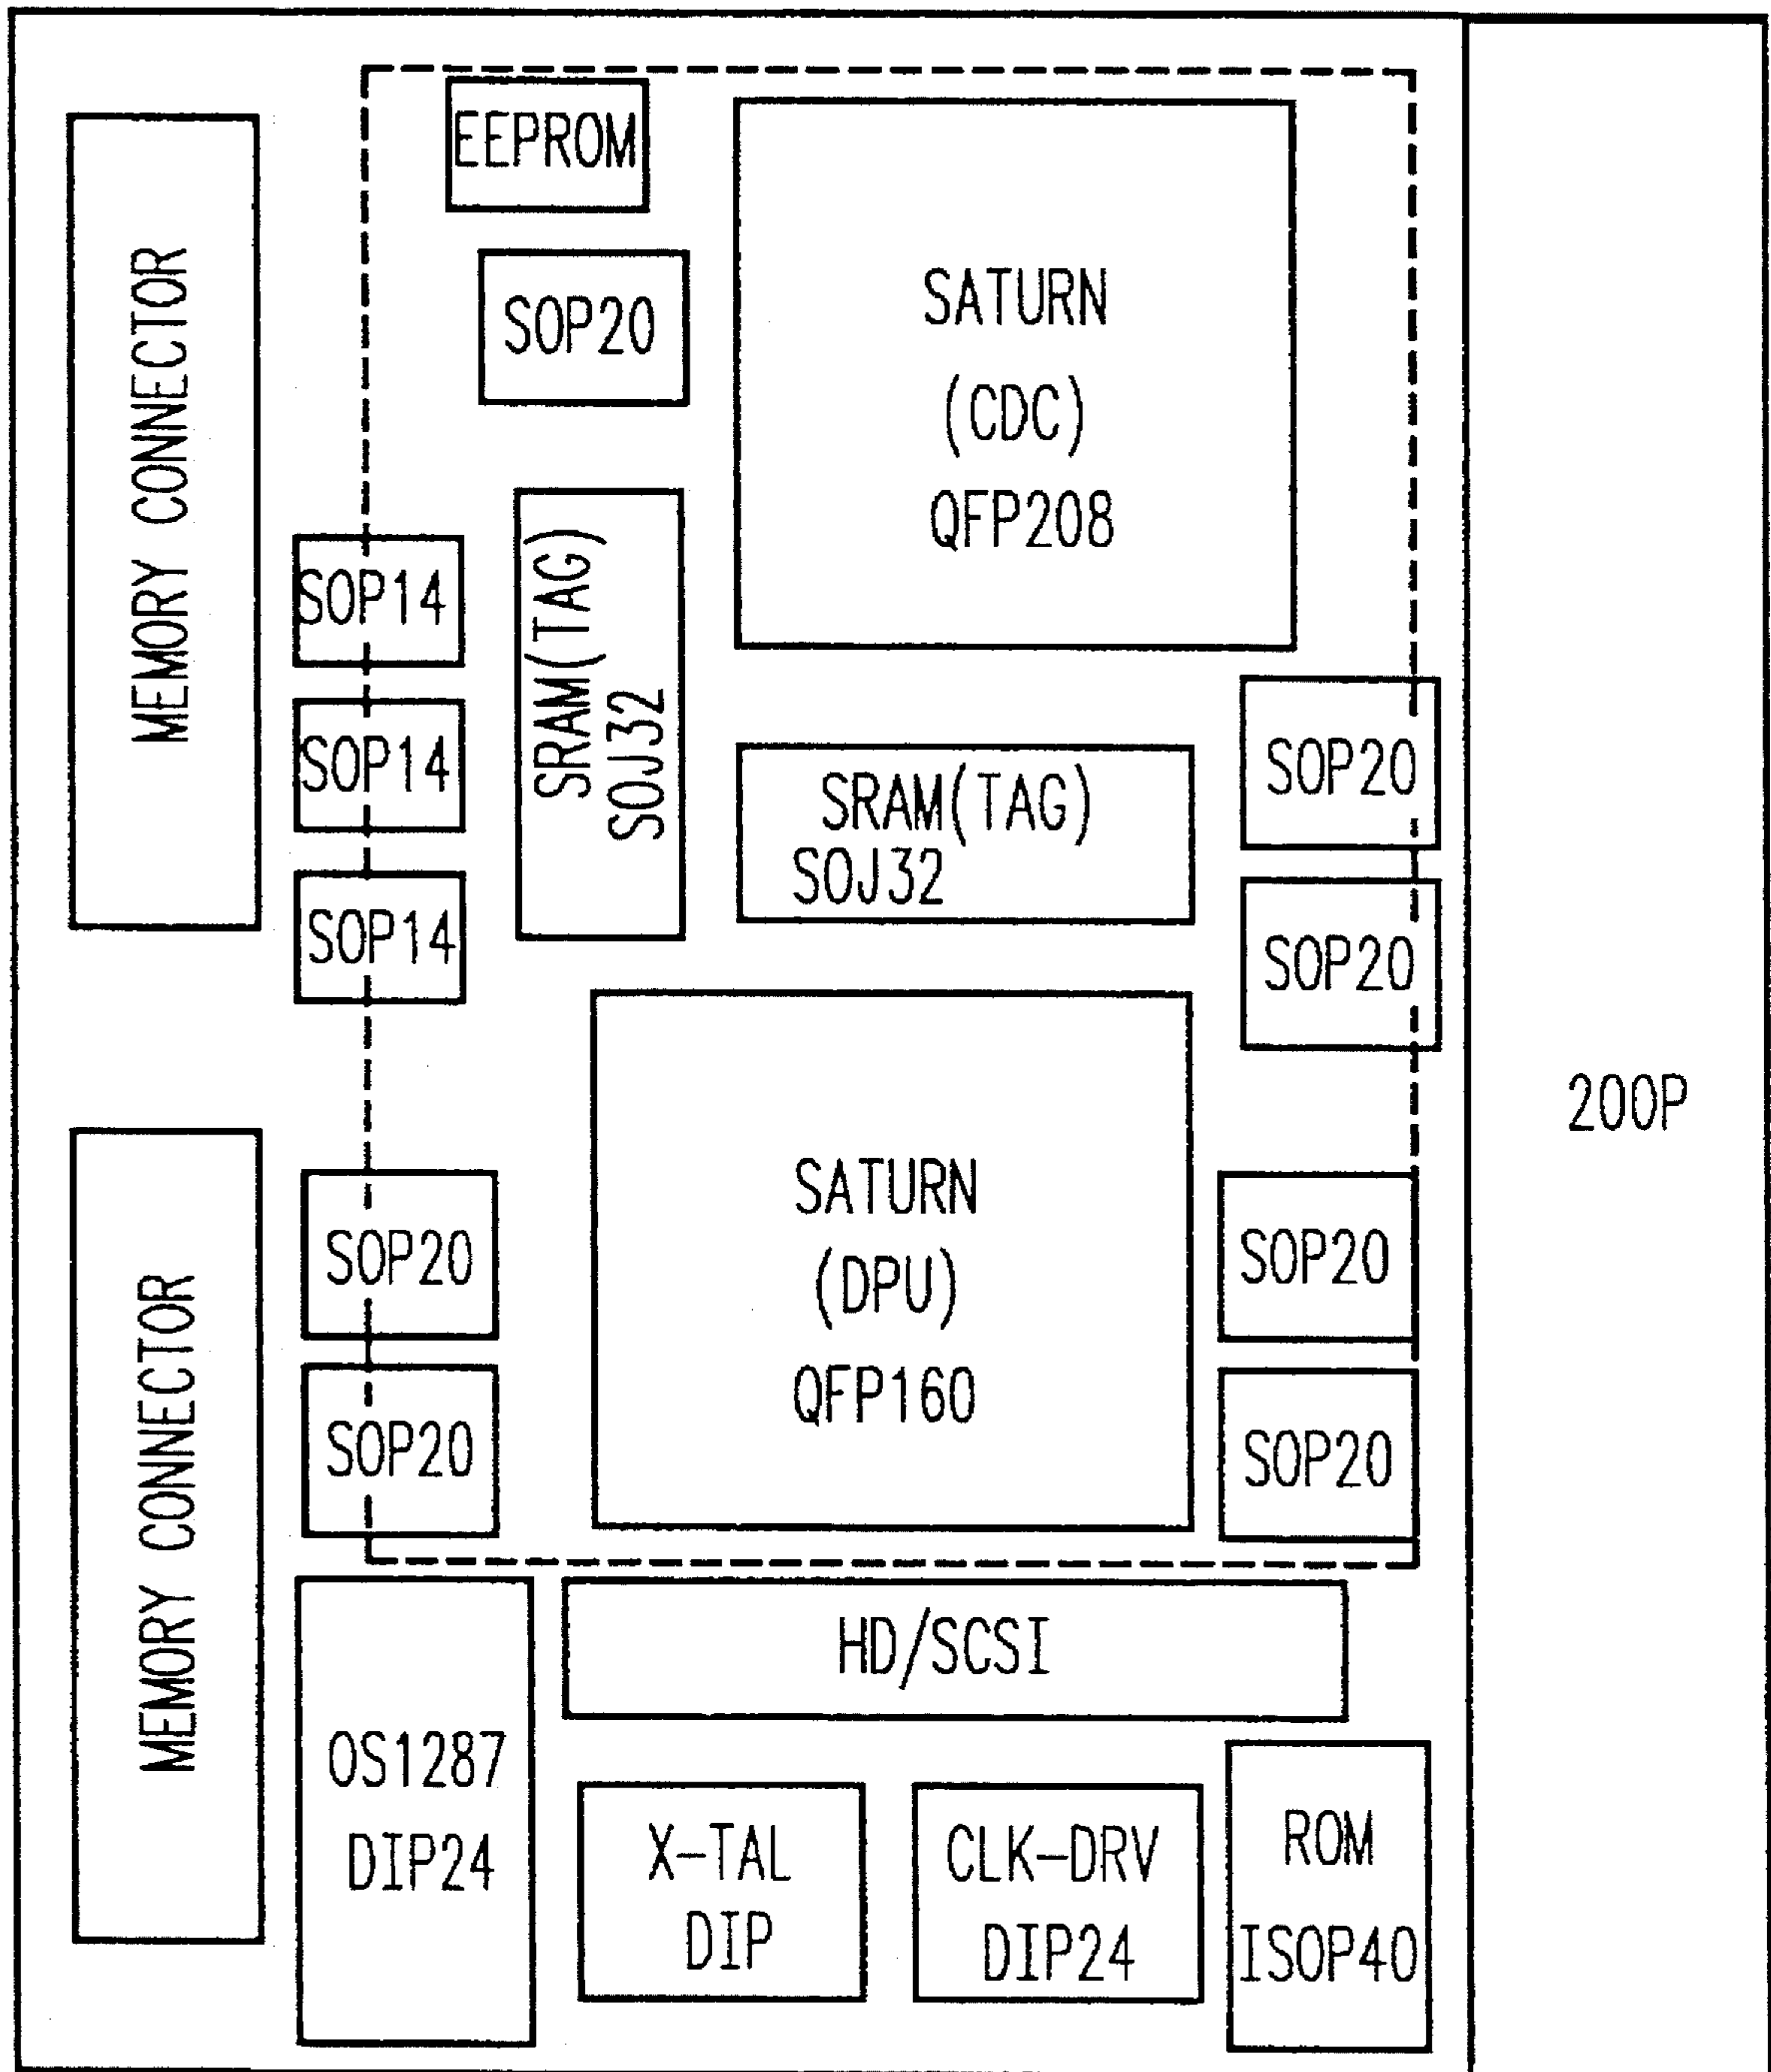 EEPROM
SATURN
(CDC)
QFP208
SOP20
MEMORY CONNECTOR
SRAM(TAG)
SOJ32
SOP14
SOP14
SOP14
SRAM(TAG)
SOJ32
SOP20
SOP20
200P
MEMORY CONNECTOR
SOP20
SOP20
SATURN
(DPU)
QFP160
SOP20
SOP20
HD/SCSI
OS1287
DIP24
X-TAL
DIP
CLK-DRV
DIP24
ROM
ISOP40